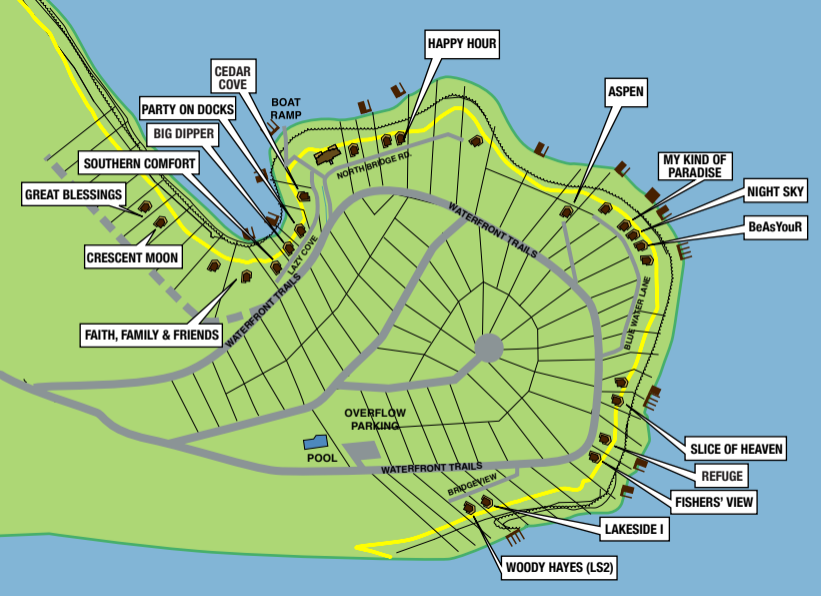 HAPPY HOUR
CEDAR
COVE
ASPEN
PARTY ON DOCKS
BOAT
RAMP
BIG DIPPER
SOUTHERN COMFORT
NORTH BRIDGE RD.
MY KIND OF
PARADISE
GREAT BLESSINGS
NIGHT SKY
WATERFRONT TRAILS
BeAsYouR
CRESCENT MOON
LAZY COVE
WATERFRONT TRAILS
BLUE WATER LANE
FAITH, FAMILY & FRIENDS
OVERFLOW
PARKING
SLICE OF HEAVEN
POOL
WATERFRONT TRAILS
REFUGE
BRIDGEVIEW
FISHERS' VIEW
LAKESIDE I
WOODY HAYES (LS2)